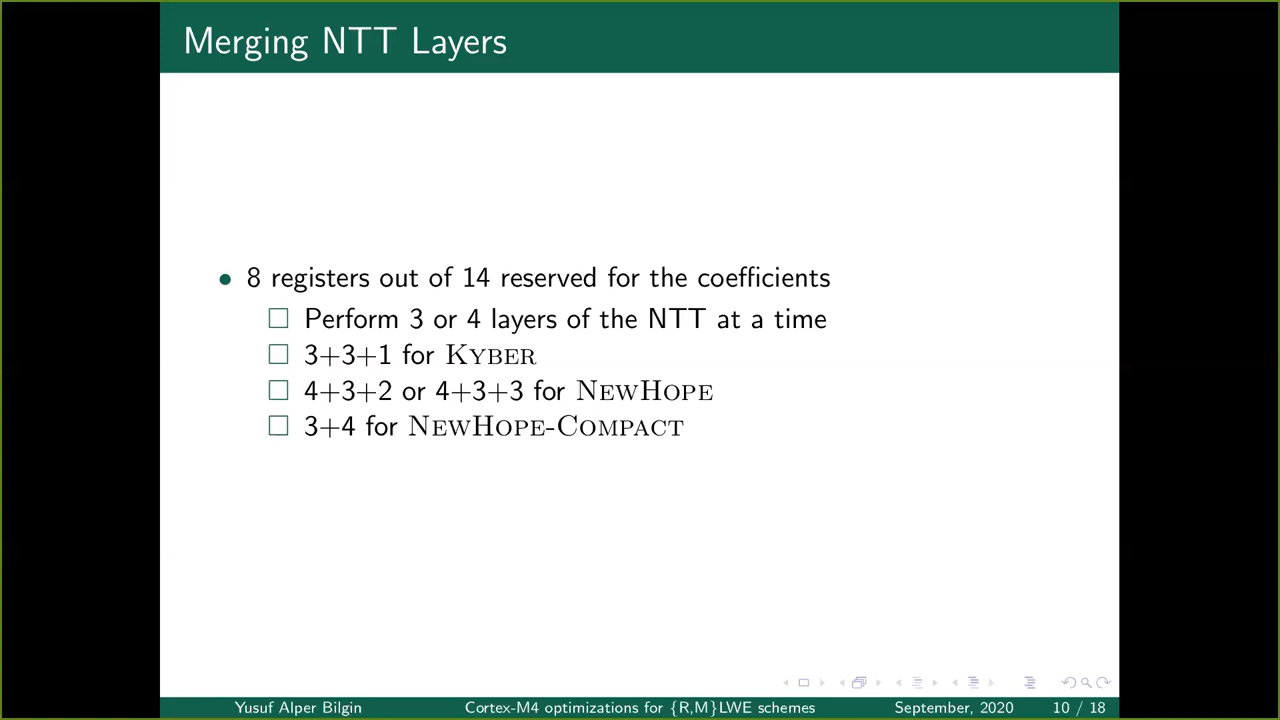 Merging NTT Layers
• 8 registers out of 14 reserved for the coefficients
□ Perform 3 or 4 layers of the NTT at a time
□ 3+3+1 for Kyber
□ 4+3+2 or 4+3+3 for NewHope
□ 3+4 for NewHope-Compact
Yusuf Alper Bilgin Cortex-M4 optimizations for {R,M}LWE schemes September, 2020 10 / 18